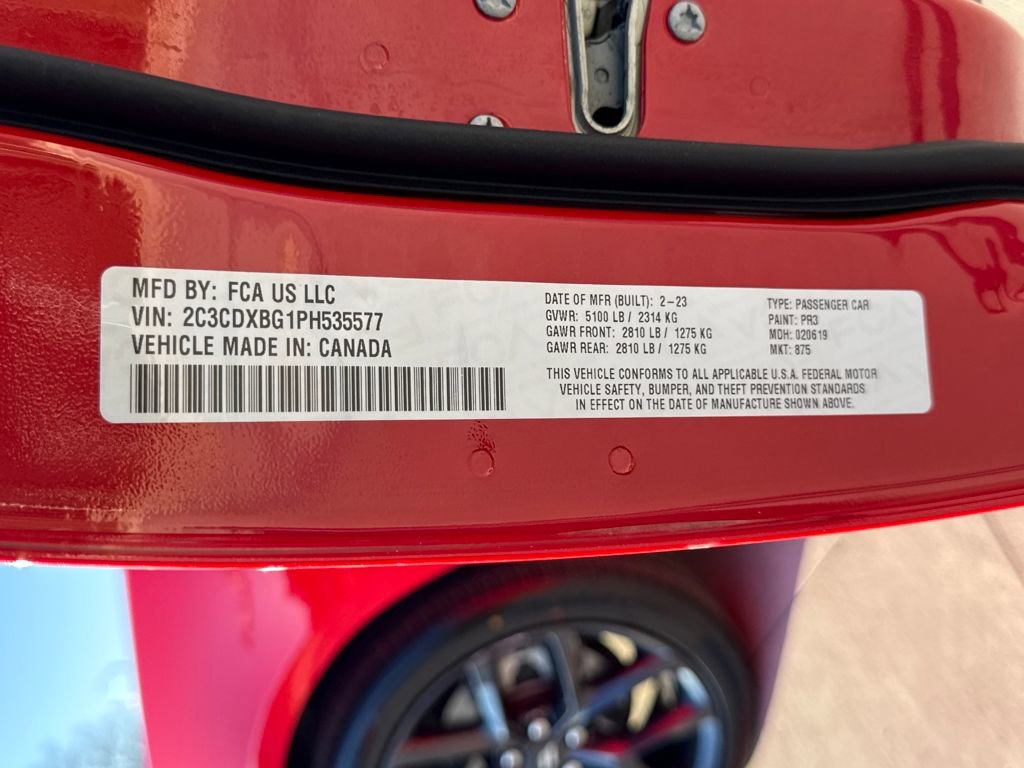 MFD BY: FCA US LLC
VIN: 2C3CDXBG1PH535577
VEHICLE MADE IN: CANADA
DATE OF MFR (BUILT): 2-23
GVWR: 5100 LB / 2314 KG
GAWR FRONT: 2810 LB / 1275 KG
GAWR REAR: 2810 LB / 1275 KG
TYPE: PASSENGER CAR
PAINT: PR3
MDH: 020619
MKT: 875
THIS VEHICLE CONFORMS TO ALL APPLICABLE U.S.A. FEDERAL MOTOR
VEHICLE SAFETY, BUMPER, AND THEFT PREVENTION STANDARDS
IN EFFECT ON THE DATE OF MANUFACTURE SHOWN ABOVE.